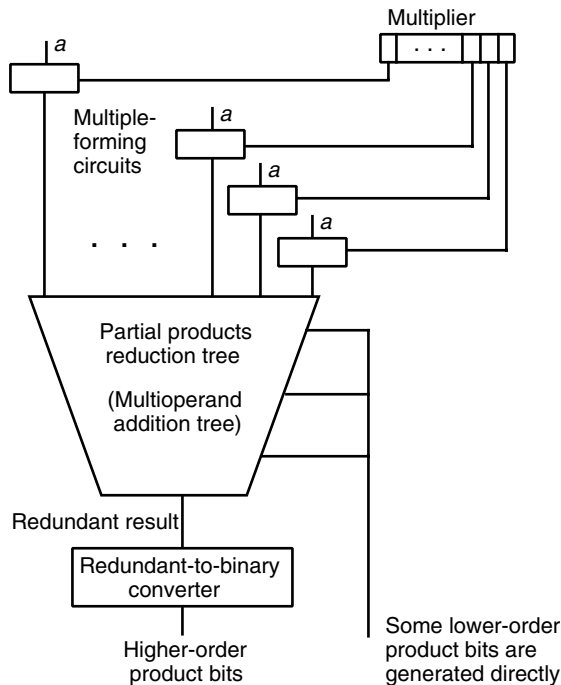 Multiplier
a
. . .
a
Multiple-
forming
circuits
a
a
. . .
Partial products
reduction tree
(Multioperand
addition tree)
Redundant result
Redundant-to-binary
converter
Higher-order
product bits
Some lower-order
product bits are
generated directly